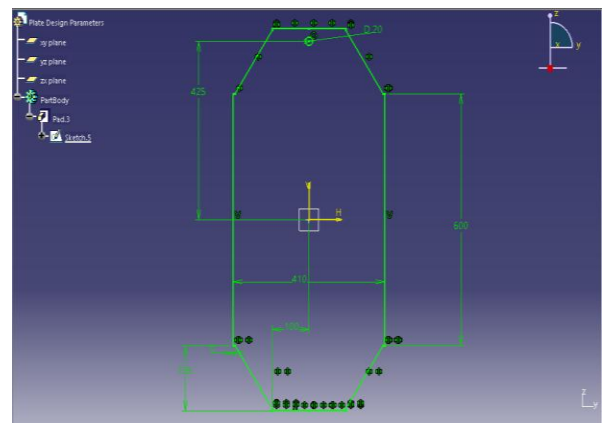 Plate Design Parameters
xy plane
yz plane
zx plane
PartBody
Pad.3
Sketch.5
D 20
425
V
H
600
410
100
z
x
y
z
y